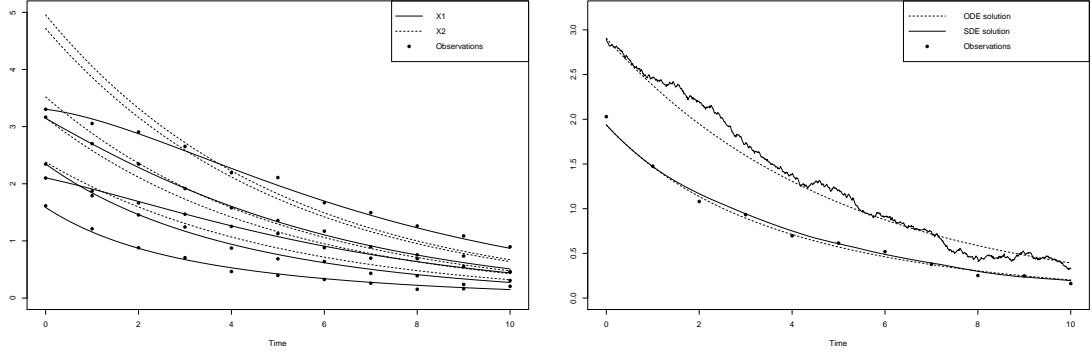 X1
X2
Observations
5
4
3
2
1
0
0 2 4 6 8 10
Time
ODE solution
SDE solution
Observations
3.0
2.5
2.0
1.5
1.0
0.5
0.0
0 2 4 6 8 10
Time